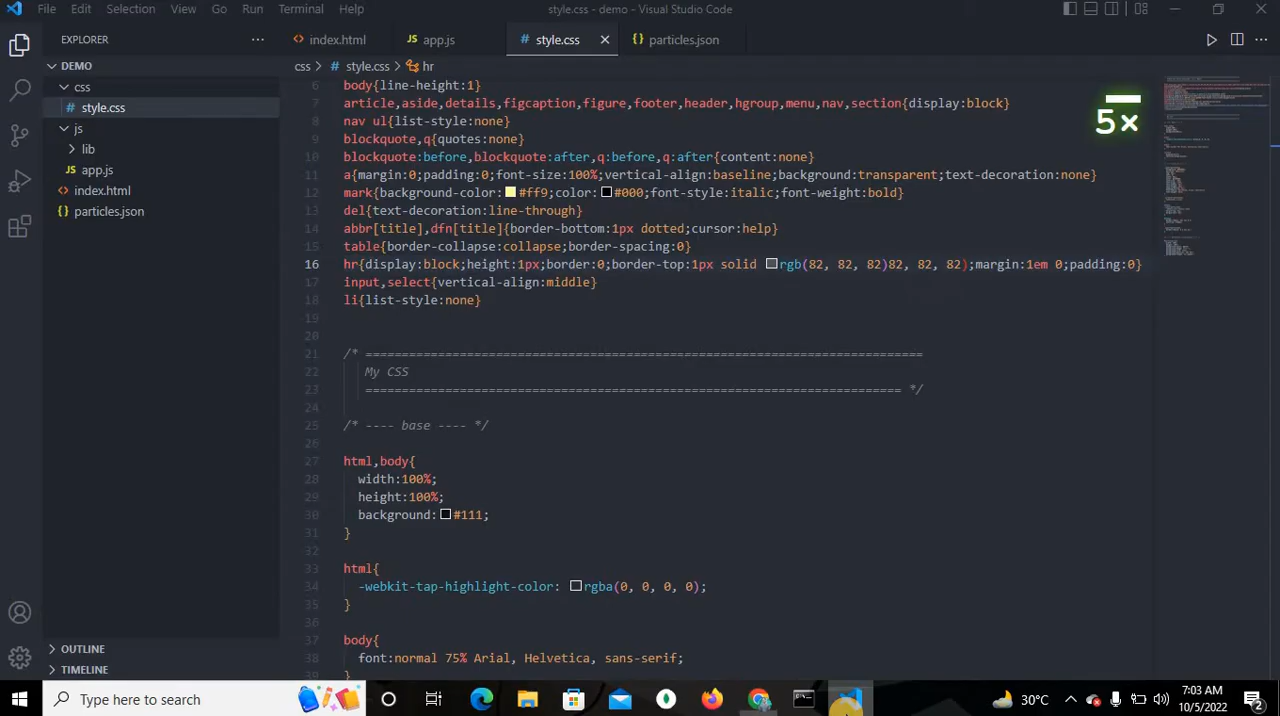 File Edit Selection View Go Run Terminal Help style.css - demo - Visual Studio Code
EXPLORER
index.html
app.js
style.css
particles.json
DEMO
css
style.css
js
lib
app.js
index.html
particles.json
OUTLINE
TIMELINE
css > style.css > hr
6 body{line-height:1}
7 article,aside,details,figcaption,figure,footer,header,hgroup,menu,nav,section{display:block}
8 nav ul{list-style:none}
9 blockquote,q{quotes:none}
10 blockquote:before,blockquote:after,q:before,q:after{content:none}
11 a{margin:0;padding:0;font-size:100%;vertical-align:baseline;background:transparent;text-decoration:none}
12 mark{background-color:#ff9;color:#000;font-style:italic;font-weight:bold}
13 del{text-decoration:line-through}
14 abbr[title],dfn[title]{border-bottom:1px dotted;cursor:help}
15 table{border-collapse:collapse;border-spacing:0}
16 hr{display:block;height:1px;border:0;border-top:1px solid rgb(82, 82, 82)82, 82, 82);margin:1em 0;padding:0}
17 input,select{vertical-align:middle}
18 li{list-style:none}
19
20
21 /* =============================================================================
22 My CSS
23 ========================================================================== */
24
25 /* ---- base ---- */
26
27 html,body{
28 width:100%;
29 height:100%;
30 background:#111;
31 }
32
33 html{
34 -webkit-tap-highlight-color: rgba(0, 0, 0, 0);
35 }
36
37 body{
38 font:normal 75% Arial, Helvetica, sans-serif;
39 }
5×
Type here to search
30°C
7:03 AM
10/5/2022
2